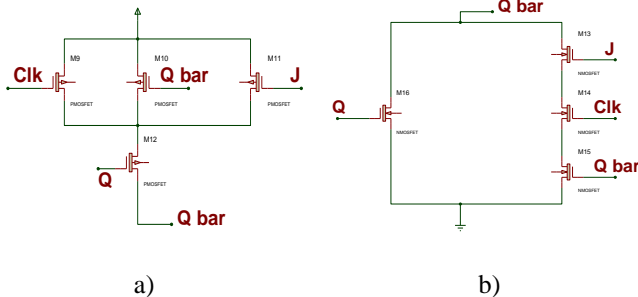 M9
M10
M11
Clk
Q bar
J
PMOSFET
PMOSFET
PMOSFET
M12
Q
PMOSFET
Q bar
a)
Q bar
M13
J
NMOSFET
M16
M14
Q
Clk
NMOSFET
NMOSFET
M15
Q bar
NMOSFET
b)